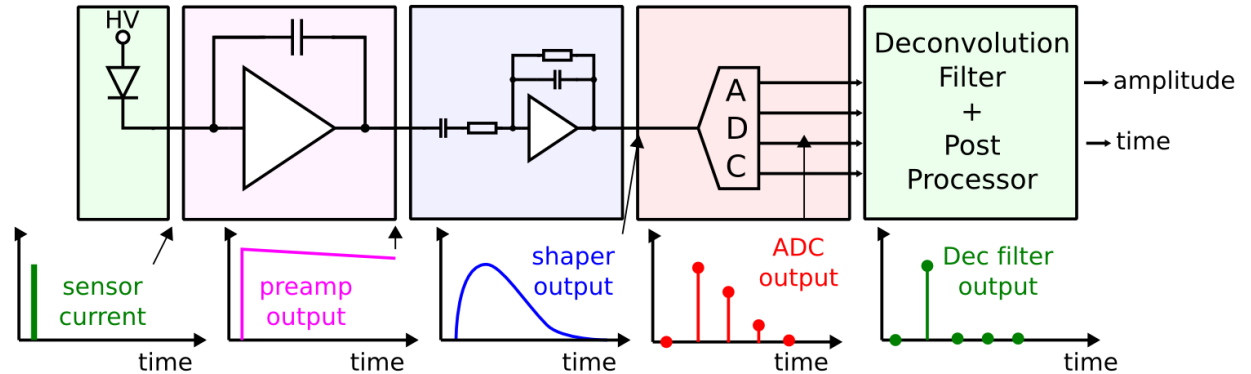 HV
A
D
C
Deconvolution
Filter
+
Post
Processor
amplitude
time
sensor
current
time
preamp
output
time
shaper
output
time
ADC
output
time
Dec filter
output
time